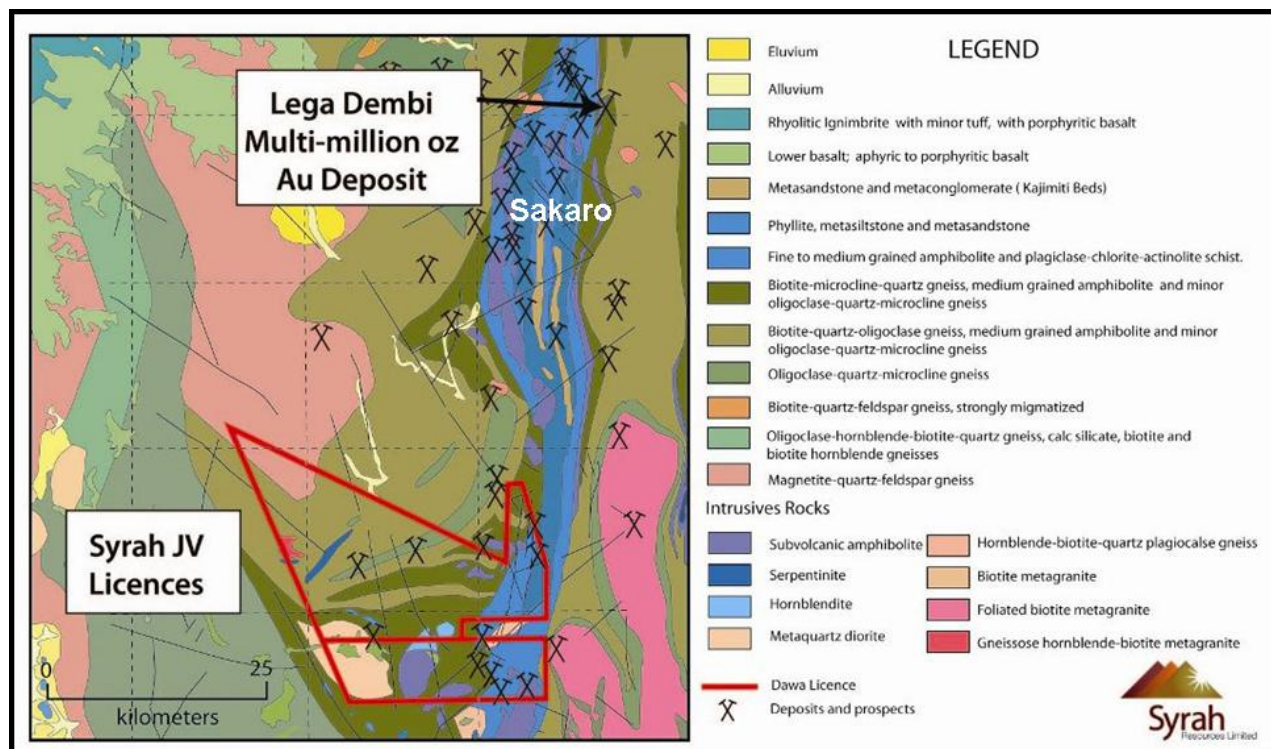 Lega Dembi
Multi-million oz
Au Deposit
Sakaro
Syrah JV
Licences
0
25
kilometers
LEGEND
Eluvium
Alluvium
Rhyolitic Ignimbrite with minor tuff, with porphyritic basalt
Lower basalt; aphyric to porphyritic basalt
Metasandstone and metaconglomerate ( Kajimiti Beds)
Phyllite, metasiltstone and metasandstone
Fine to medium grained amphibolite and plagiclase-chlorite-actinolite schist.
Biotite-microcline-quartz gneiss, medium grained amphibolite and minor
oligoclase-quartz-microcline gneiss
Biotite-quartz-oligoclase gneiss, medium grained amphibolite and minor
oligoclase-quartz-microcline gneiss
Oligoclase-quartz-microcline gneiss
Biotite-quartz-feldspar gneiss, strongly migmatized
Oligoclase-hornblende-biotite-quartz gneiss, calc silicate, biotite and
biotite hornblende gneisses
Magnetite-quartz-feldspar gneiss
Intrusives Rocks
Subvolcanic amphibolite
Serpentinite
Hornblendite
Metaquartz diorite
Hornblende-biotite-quartz plagiocalse gneiss
Biotite metagranite
Foliated biotite metagranite
Gneissose hornblende-biotite metagranite
Dawa Licence
Deposits and prospects
Syrah
Resources Limited